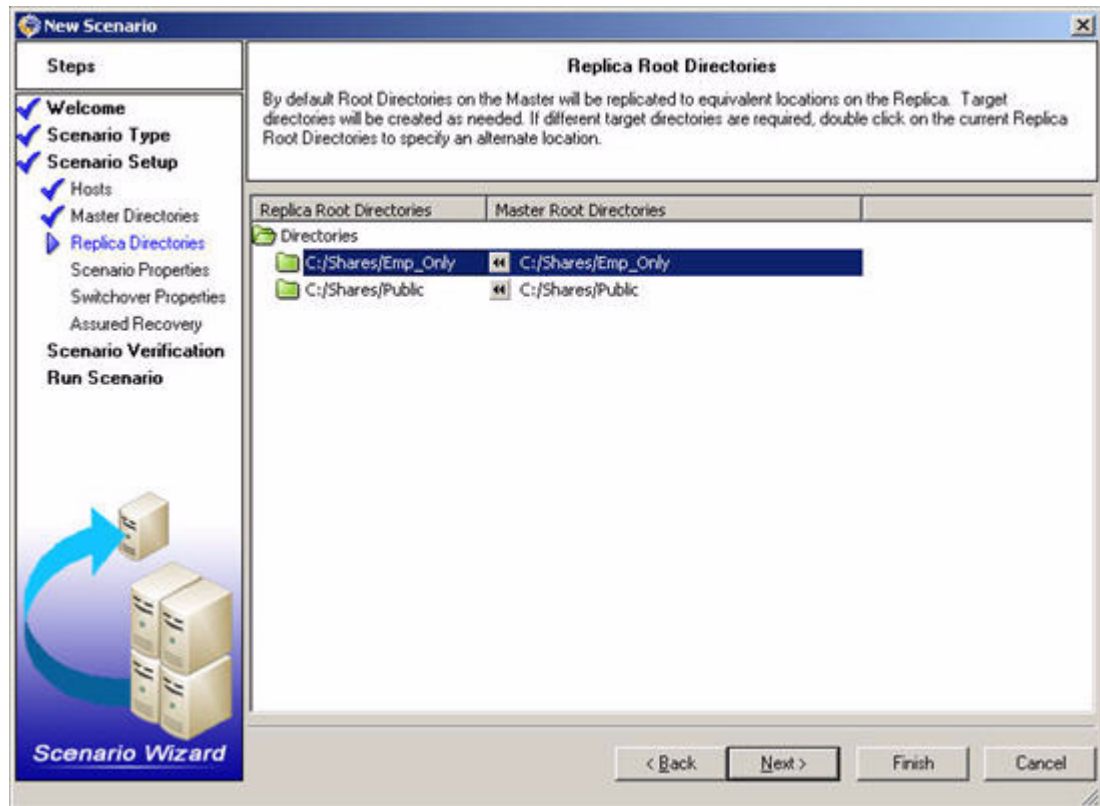 New Scenario
Steps
Welcome
Scenario Type
Scenario Setup
Hosts
Master Directories
Replica Directories
Scenario Properties
Switchover Properties
Assured Recovery
Scenario Verification
Run Scenario
Scenario Wizard
Replica Root Directories
By default Root Directories on the Master will be replicated to equivalent locations on the Replica. Target
directories will be created as needed. If different target directories are required, double click on the current Replica
Root Directories to specify an alternate location.
Replica Root Directories Master Root Directories
Directories
C:/Shares/Emp_Only C:/Shares/Emp_Only
C:/Shares/Public C:/Shares/Public
< Back Next > Finish Cancel